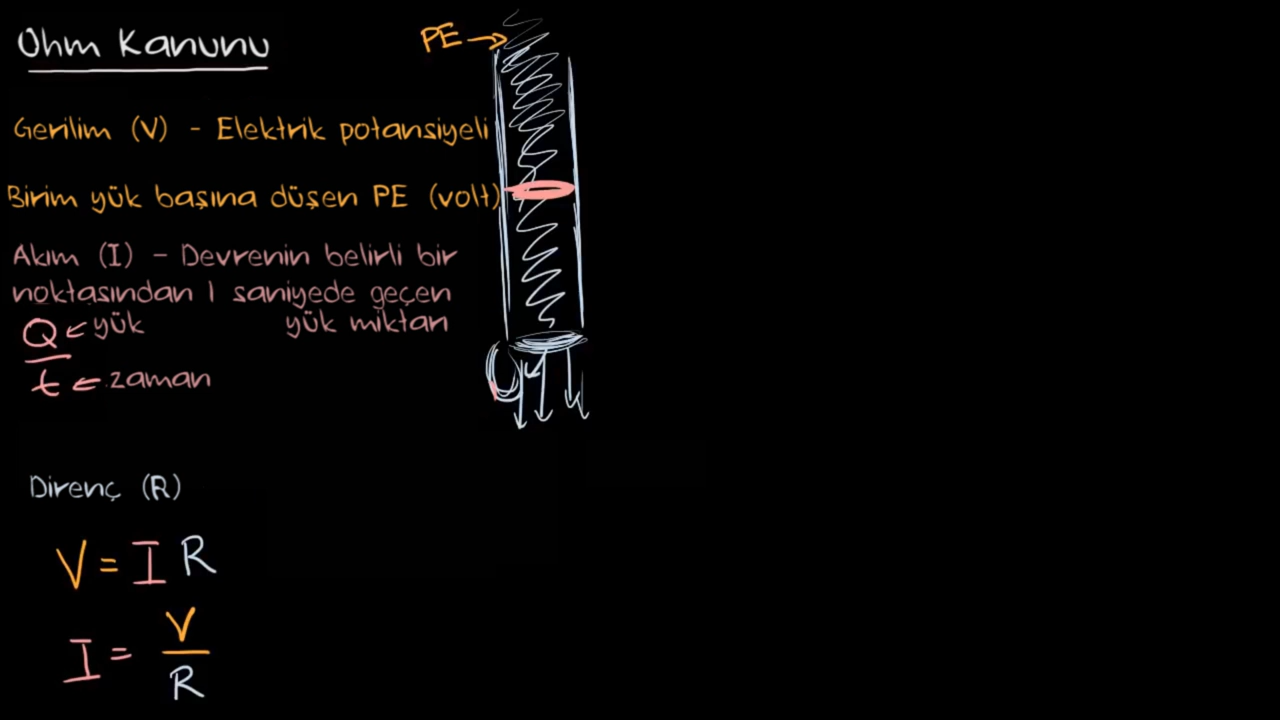 Ohm Kanunu
PE →
Gerilim (V) - Elektrik potansiyeli
Birim yük başına düşen PE (volt)
Akım (I) - Devrenin belirli bir
noktasından 1 saniyede geçen
yük miktarı
Q ← yük
t ← zaman
Direnç (R)
V = I R
I = V
R